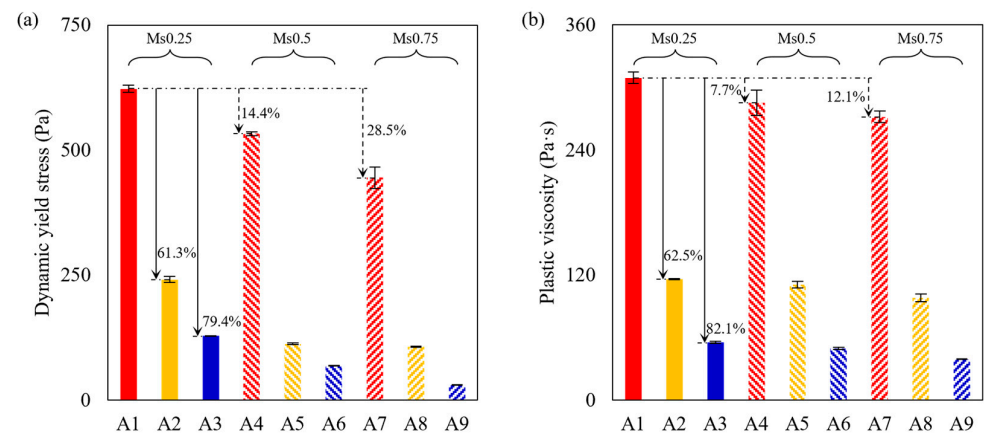 (a)
750
500
250
0
Dynamic yield stress (Pa)
Ms0.25
Ms0.5
Ms0.75
14.4%
28.5%
61.3%
79.4%
A1 A2 A3 A4 A5 A6 A7 A8 A9
(b)
360
240
120
0
Plastic viscosity (Pa·s)
Ms0.25
Ms0.5
Ms0.75
7.7%
12.1%
62.5%
82.1%
A1 A2 A3 A4 A5 A6 A7 A8 A9